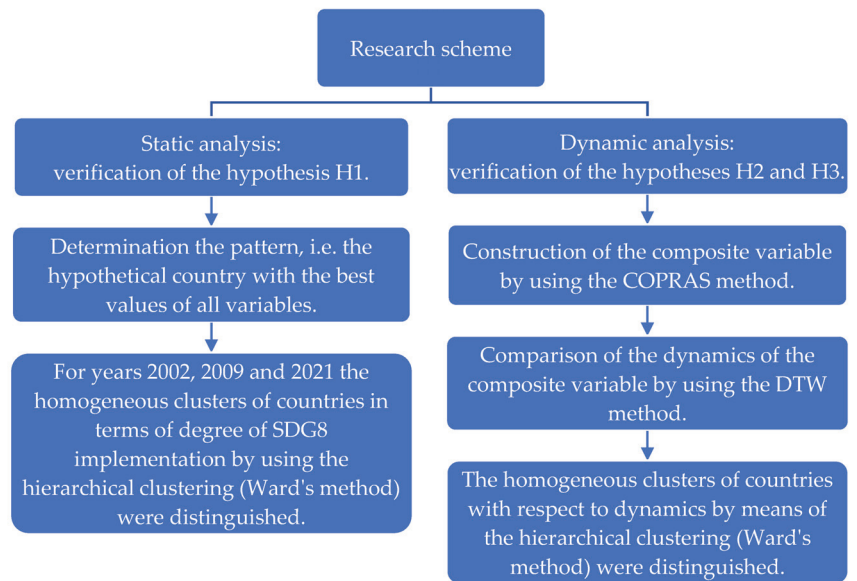 Research scheme
Static analysis:
verification of the hypothesis H1.
Determination the pattern, i.e. the
hypothetical country with the best
values of all variables.
For years 2002, 2009 and 2021 the
homogeneous clusters of countries in
terms of degree of SDG8
implementation by using the
hierarchical clustering (Ward's method)
were distinguished.
Dynamic analysis:
verification of the hypotheses H2 and H3.
Construction of the composite variable
by using the COPRAS method.
Comparison of the dynamics of the
composite variable by using the DTW
method.
The homogeneous clusters of countries
with respect to dynamics by means of
the hierarchical clustering (Ward's
method) were distinguished.